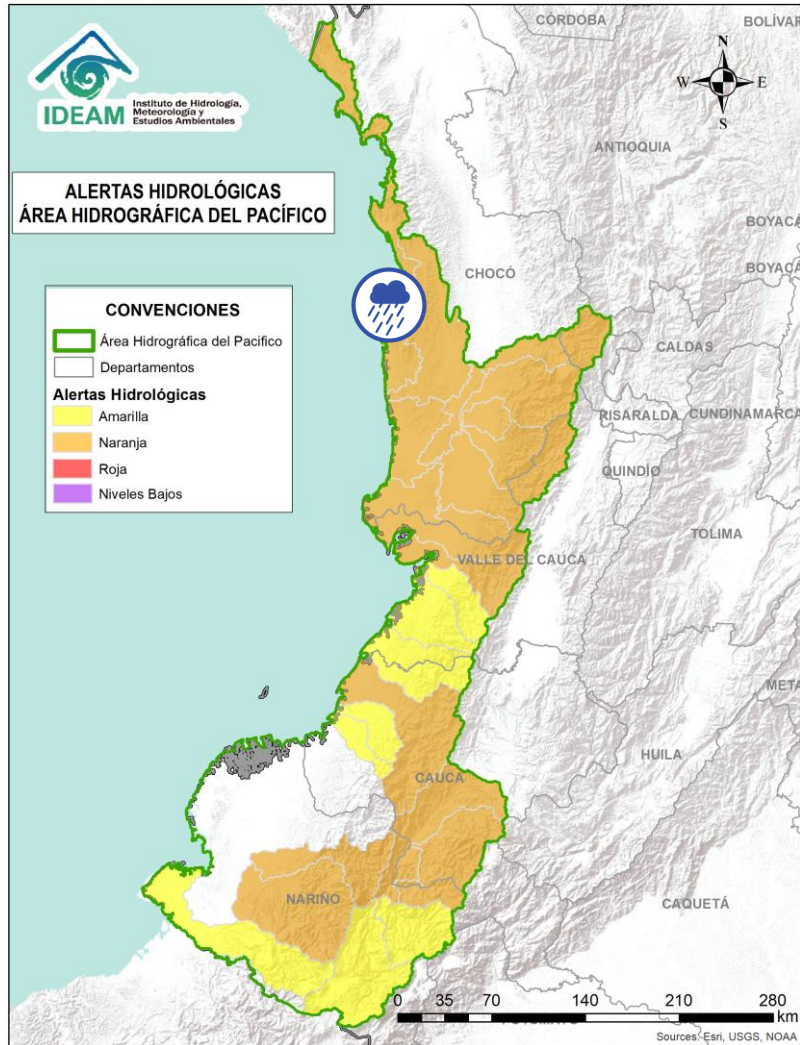 IDEAM
Instituto de Hidrología,
Meteorología y
Estudios Ambientales
ALERTAS HIDROLÓGICAS
ÁREA HIDROGRÁFICA DEL PACÍFICO
CONVENCIONES
Área Hidrográfica del Pacifico
Departamentos
Alertas Hidrológicas
Amarilla
Naranja
Roja
Niveles Bajos
N
W E
S
CÓRDOBA
BOLÍVAR
ANTIOQUIA
BOYACÁ
CHOCÓ
BOYACÁ
CALDAS
RISARALDA
CUNDINAMARCA
QUINDÍO
TOLIMA
VALLE DEL CAUCA
META
HUILA
CAUCA
NARIÑO
CAQUETÁ
0 35 70 140 210 280
km
Sources: Esri, USGS, NOAA